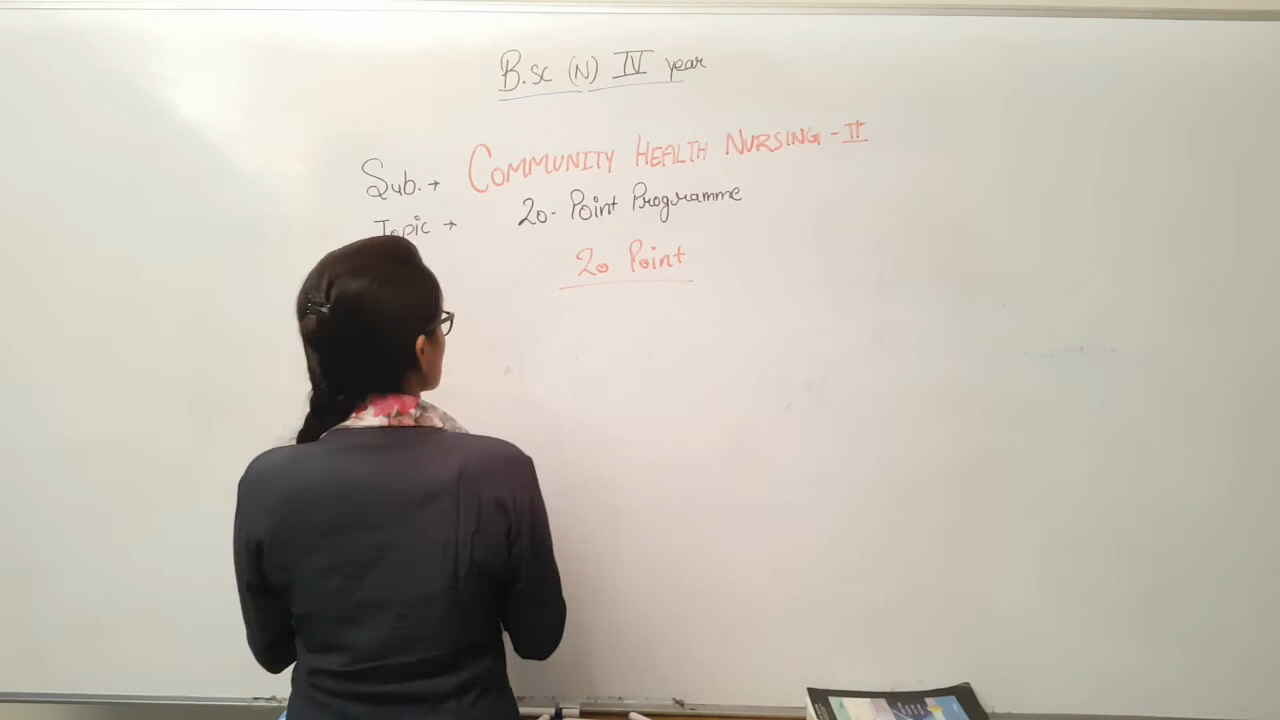 B.sc (N) IV year
Sub. → COMMUNITY HEALTH NURSING - II
Topic → 20- Point Programme
20 Point